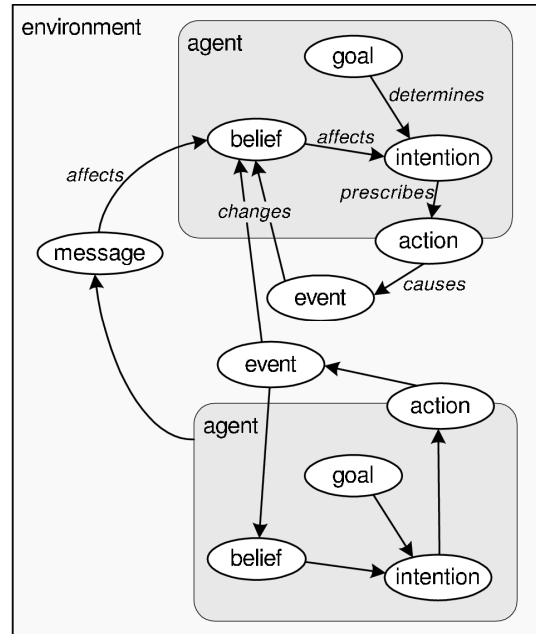 environment
agent
goal
determines
belief
affects
intention
affects
prescribes
changes
message
action
event
causes
event
action
agent
goal
belief
intention